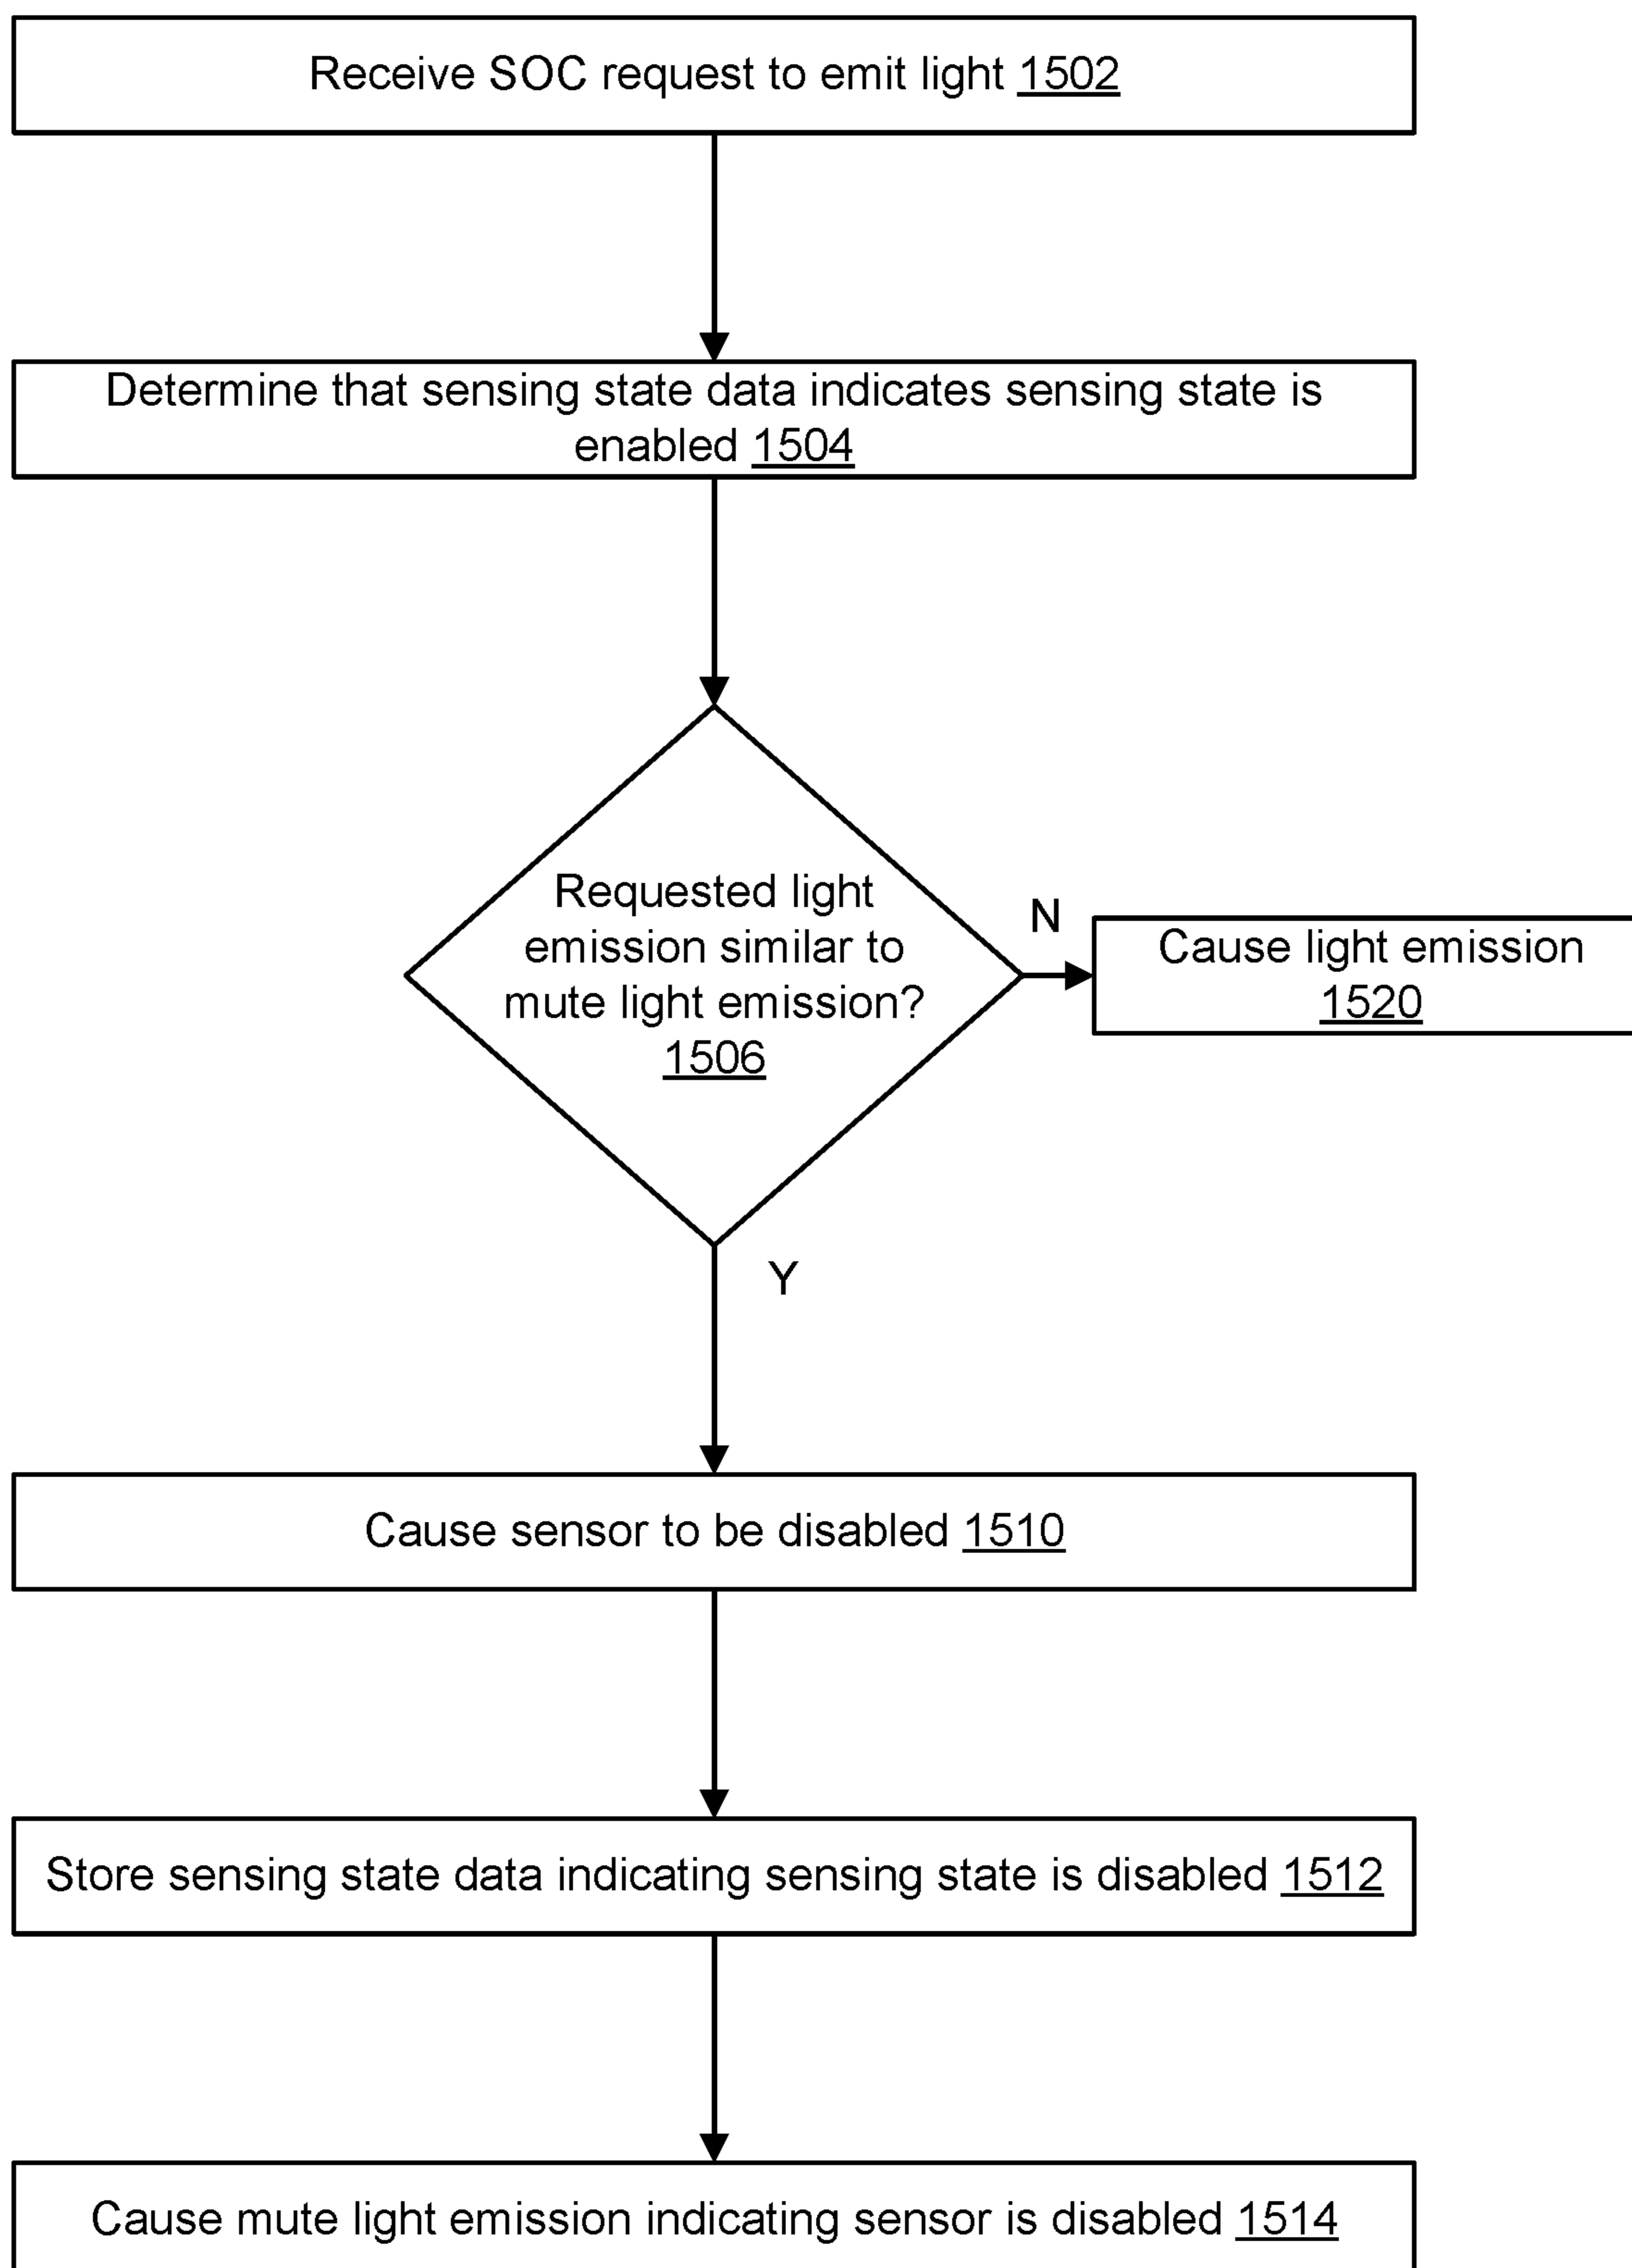 Receive SOC request to emit light 1502
Determine that sensing state data indicates sensing state is
enabled 1504
Requested light
emission similar to
mute light emission?
1506
N
Cause light emission
1520
Y
Cause sensor to be disabled 1510
Store sensing state data indicating sensing state is disabled 1512
Cause mute light emission indicating sensor is disabled 1514